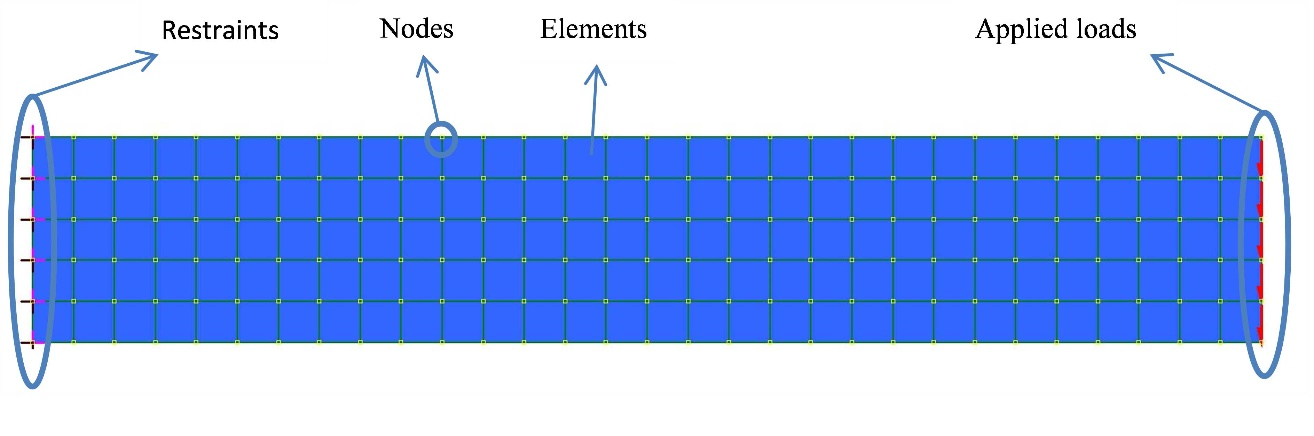 Restraints
Nodes
Elements
Applied loads